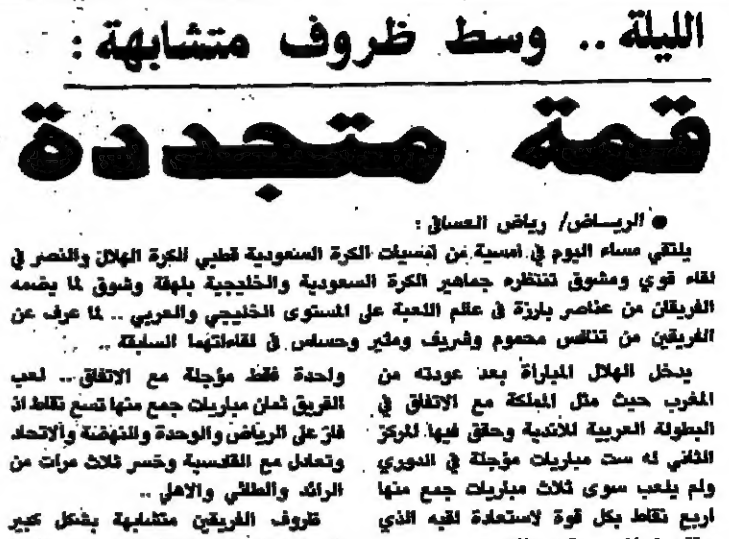 الليلة .. وسط ظروف متشابهة :
قمة متجددة
● الريـاض/ رياض العساف :
يلتقي مساء اليوم في امسية من امسيات الكرة السعودية قطبي الكرة الهلال والنصر في
لقاء قوي ومشوق تنتظره جماهير الكرة السعودية والخليجية بلهفة وشوق لما يضمه
الفريقان من عناصر بارزة في عالم اللعبة على المستوى الخليجي والعربي .. لما عرف عن
الفريقين من تنافس محموم وشريف ومثير وحساس في لقاءاتهما السابقة ..
يدخل الهلال المباراة بعد عودته من
المغرب حيث مثل المملكة مع الاتفاق في
البطولة العربية للأندية وحقق فيها المركز
الثاني له ست مباريات مؤجلة في الدوري
ولم يلعب سوى ثلاث مباريات جمع منها
اربع نقاط بكل قوة لاستعادة لقبه الذي
واحدة فقط مؤجلة مع الاتفاق .. لعب
الفريق ثمان مباريات جمع منها تسع نقاط اذ
فاز على الرياض والوحدة والنهضة والاتحاد
وتعادل مع القادسية وخسر ثلاث مرات من
الرائد والطائي والاهلي ..
ظروف الفريقين متشابهة بشكل كبير